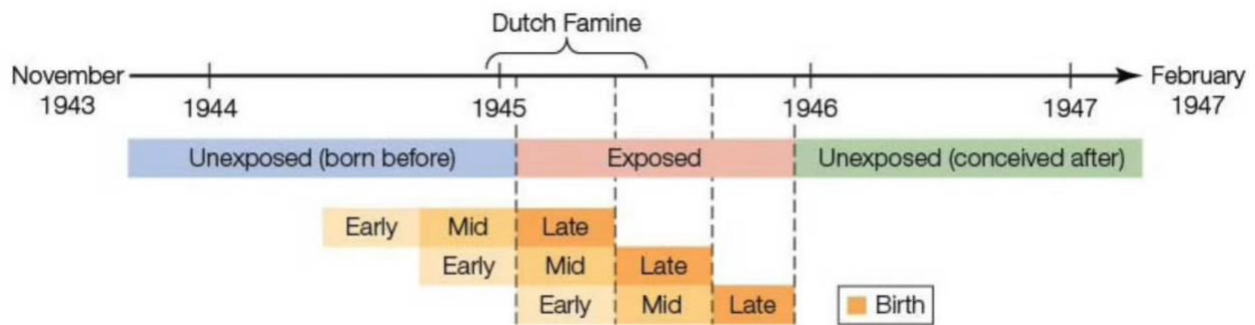 Dutch Famine
November
1943
February
1947
1944 1945 1946 1947
Unexposed (born before) Exposed Unexposed (conceived after)
Early Mid Late
Early Mid Late
Early Mid Late
Birth